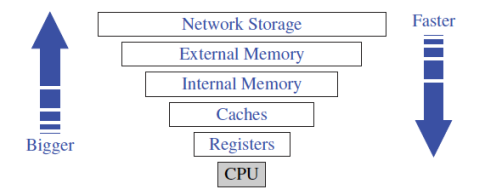 Network Storage
Faster
External Memory
Internal Memory
Caches
Registers
Bigger
CPU